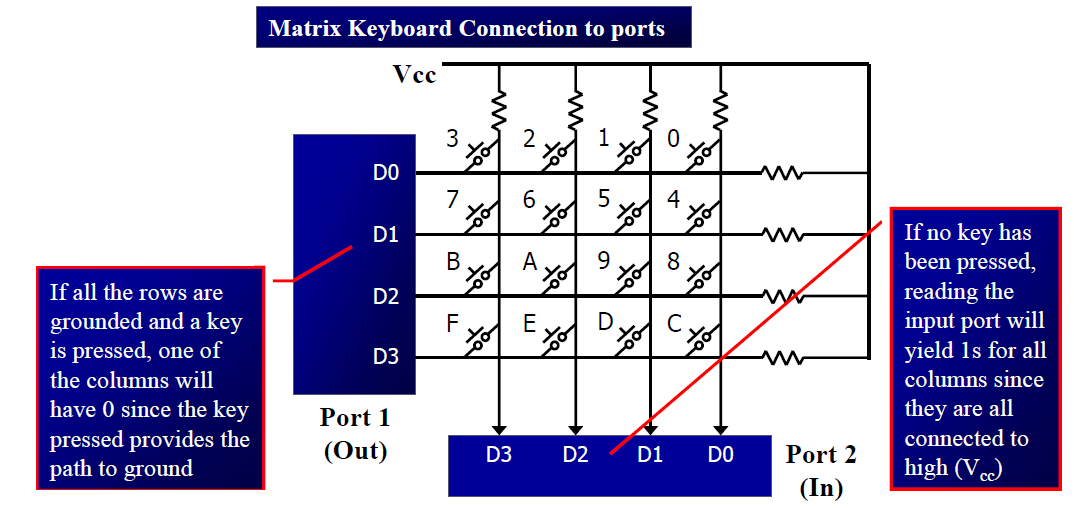 Matrix Keyboard Connection to ports
Vcc
3 2 1 0
D0
7 6 5 4
D1
B A 9 8
D2
F E D C
D3
Port 1
(Out)
If all the rows are
grounded and a key
is pressed, one of
the columns will
have 0 since the key
pressed provides the
path to ground
D3 D2 D1 D0
Port 2
(In)
If no key has
been pressed,
reading the
input port will
yield 1s for all
columns since
they are all
connected to
high (Vcc)